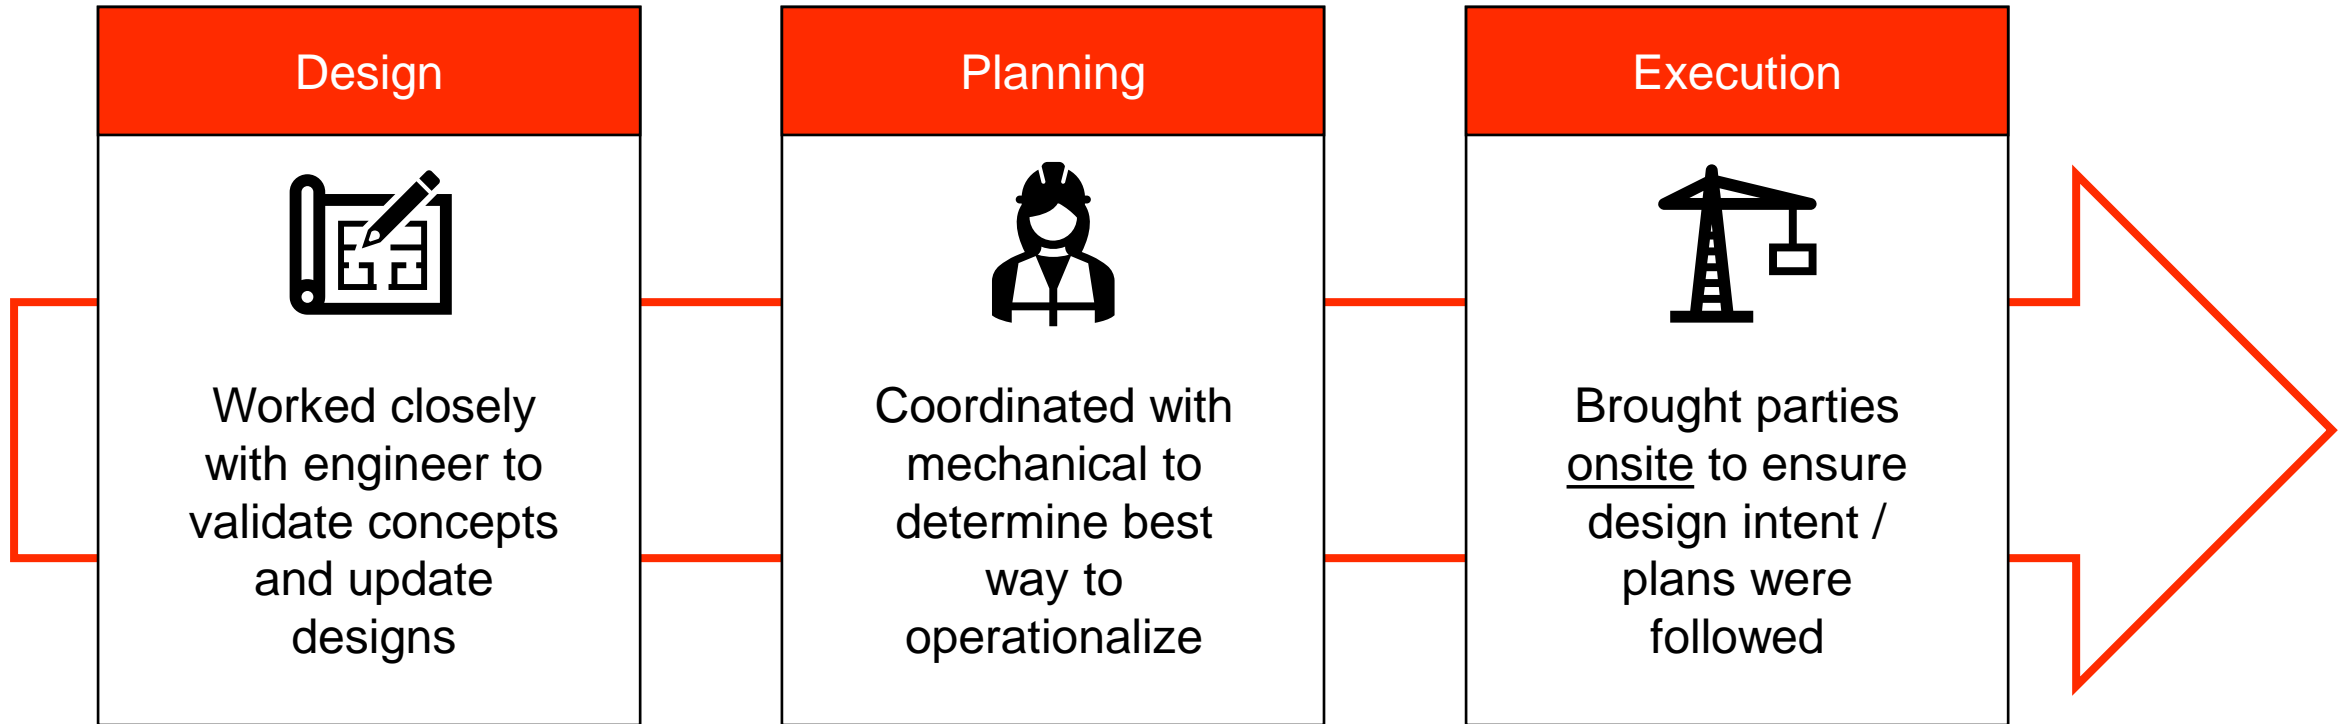 Design
Worked closely
with engineer to
validate concepts
and update
designs
Planning
Coordinated with
mechanical to
determine best
way to
operationalize
Execution
Brought parties
onsite to ensure
design intent /
plans were
followed